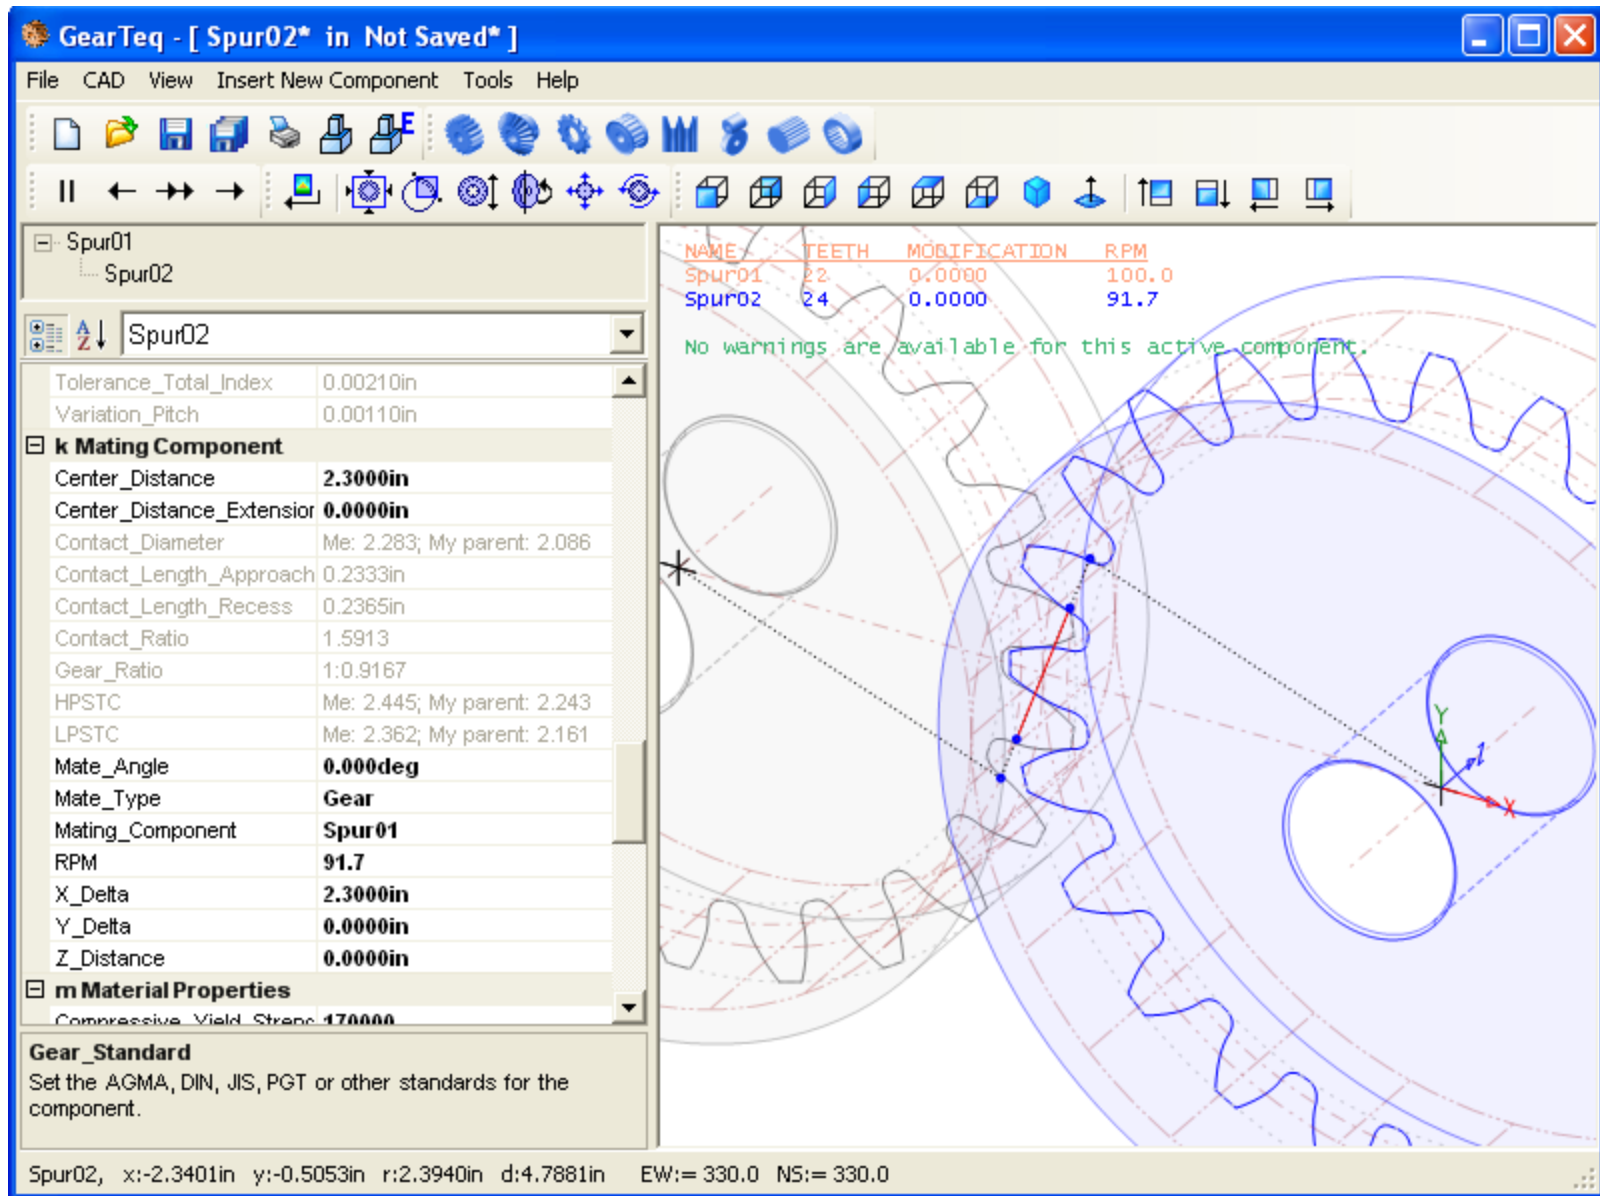 GearTeq - [ Spur02*  in  Not Saved* ]
File CAD View Insert New Component Tools Help
E
Spur01
Spur02
A
Z
Spur02
Tolerance_Total_Index 0.00210in
Variation_Pitch 0.00110in
k Mating Component
Center_Distance 2.3000in
Center_Distance_Extensior 0.0000in
Contact_Diameter Me: 2.283; My parent: 2.086
Contact_Length_Approach 0.2333in
Contact_Length_Recess 0.2365in
Contact_Ratio 1.5913
Gear_Ratio 1:0.9167
HPSTC Me: 2.445; My parent: 2.243
LPSTC Me: 2.362; My parent: 2.161
Mate_Angle 0.000deg
Mate_Type Gear
Mating_Component Spur01
RPM 91.7
X_Delta 2.3000in
Y_Delta 0.0000in
Z_Distance 0.0000in
m Material Properties
Compressive_Yield_Streng 170000
Gear_Standard
Set the AGMA, DIN, JIS, PGT or other standards for the
component.
NAME TEETH MODIFICATION RPM
Spur01 22 0.0000 100.0
Spur02 24 0.0000 91.7
No warnings are available for this active component.
Y
Z
X
Spur02, x:-2.3401in y:-0.5053in r:2.3940in d:4.7881in EW:= 330.0 NS:= 330.0